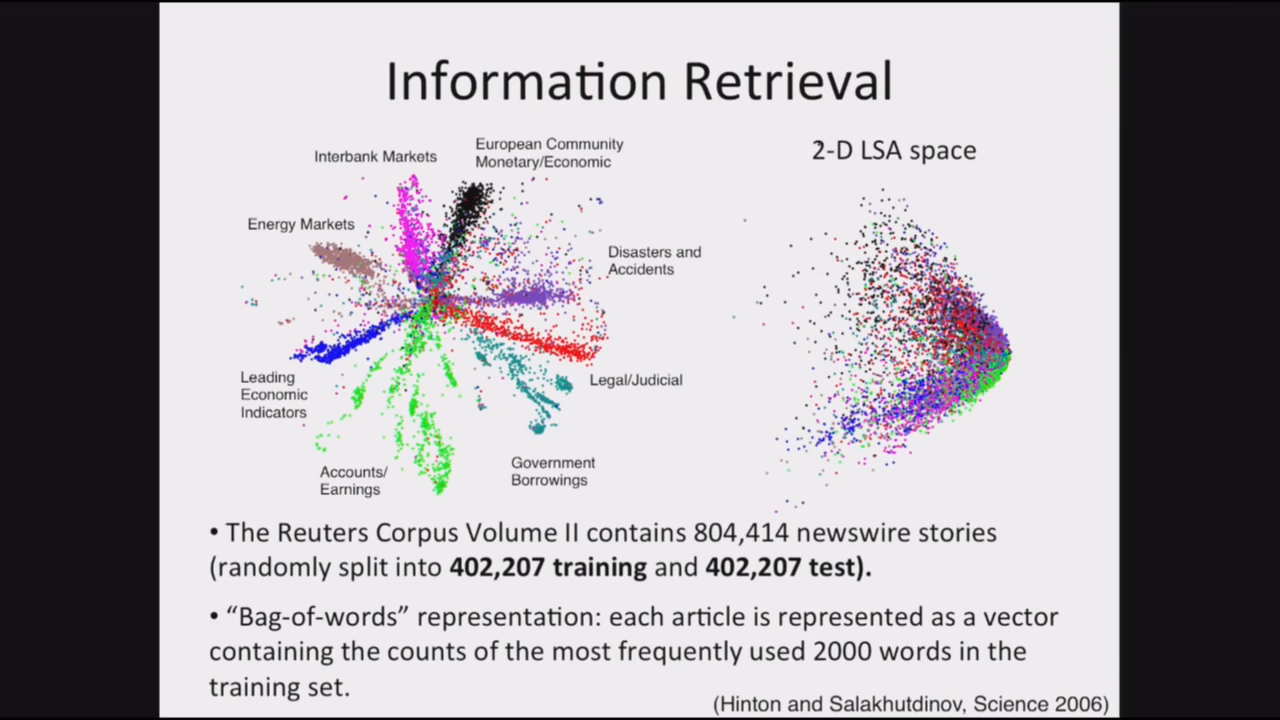 Information Retrieval
Interbank Markets
European Community
Monetary/Economic
2-D LSA space
Energy Markets
Disasters and
Accidents
Leading
Economic
Indicators
Legal/Judicial
Accounts/
Earnings
Government
Borrowings
• The Reuters Corpus Volume II contains 804,414 newswire stories
(randomly split into 402,207 training and 402,207 test).
• “Bag-of-words” representation: each article is represented as a vector
containing the counts of the most frequently used 2000 words in the
training set.
(Hinton and Salakhutdinov, Science 2006)